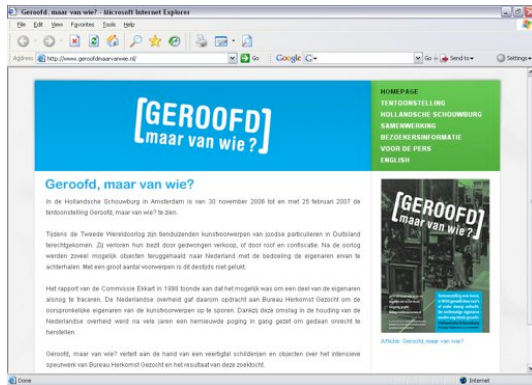 Geroofd, maar van wie? - Microsoft Internet Explorer
File Edit View Favorites Tools Help
Address http://www.geroofdmaarvanwie.nl/ Go Google G Go Send to Settings
[GEROOFD
maar van wie?]
HOMEPAGE
TENTOONSTELLING
HOLLANDSCHE SCHOUWBURG
SAMENWERKING
BEZOEKERSINFORMATIE
VOOR DE PERS
ENGLISH
Geroofd, maar van wie?
In de Hollandsche Schouwburg in Amsterdam is van 30 november 2006 tot en met 25 februari 2007 de
tentoonstelling Geroofd, maar van wie? te zien.
Tijdens de Tweede Wereldoorlog zijn tienduizenden kunstvoorwerpen van joodse particulieren in Duitsland
terechtgekomen. Zij verloren hun bezit door gedwongen verkoop, of door roof en confiscatie. Na de oorlog
werden zoveel mogelijk objecten teruggehaald naar Nederland met de bedoeling de eigenaren ervan te
achterhalen. Met een groot aantal voorwerpen is dit destijds niet gelukt.
Het rapport van de Commissie Ekkart in 1998 toonde aan dat het mogelijk was om een deel van de eigenaren
alsnog te traceren. De Nederlandse overheid gaf daarom opdracht aan Bureau Herkomst Gezocht om de
oorspronkelijke eigenaren van de kunstvoorwerpen op te sporen. Dankzij deze omslag in de houding van de
Nederlandse overheid werd na vele jaren een hernieuwde poging in gang gezet om gedaan onrecht te
herstellen.
Geroofd, maar van wie? vertelt aan de hand van een veertigtal schilderijen en objecten over het intensieve
speurwerk van Bureau Herkomst Gezocht en het resultaat van deze zoektocht.
[GEROOFD
maar van wie?]
Affiche: Geroofd, maar van wie?
Done Internet